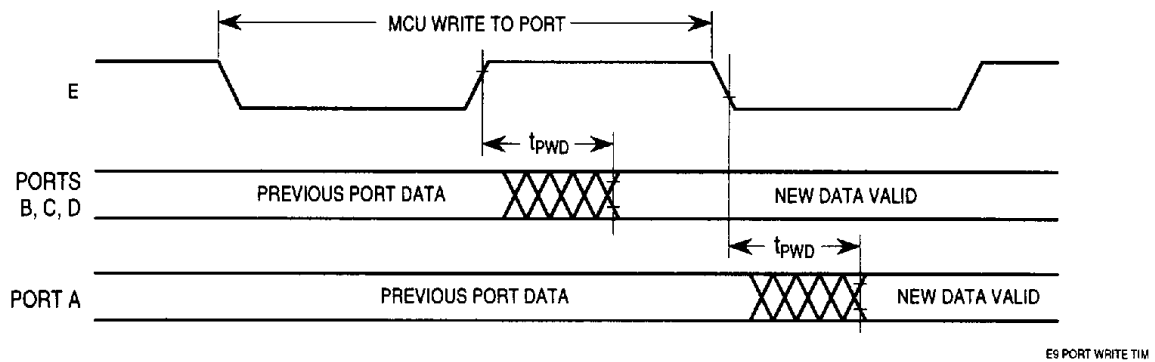 MCU WRITE TO PORT
E
tPWD
PORTS
B, C, D
PREVIOUS PORT DATA
NEW DATA VALID
tPWD
PORT A
PREVIOUS PORT DATA
NEW DATA VALID
E9 PORT WRITE TIM